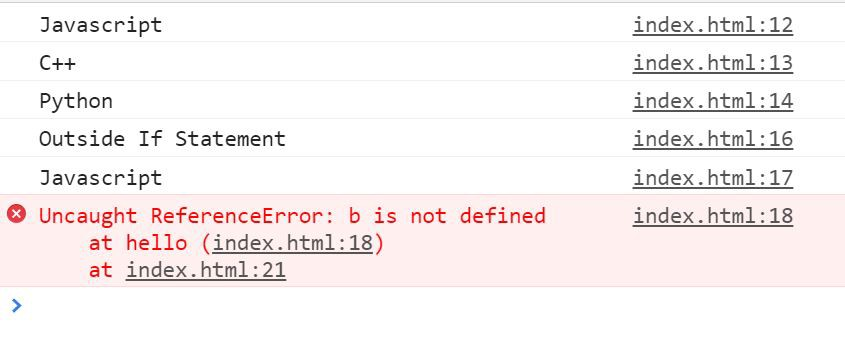 Javascript index.html:12
C++ index.html:13
Python index.html:14
Outside If Statement index.html:16
Javascript index.html:17
Uncaught ReferenceError: b is not defined index.html:18
at hello (index.html:18)
at index.html:21